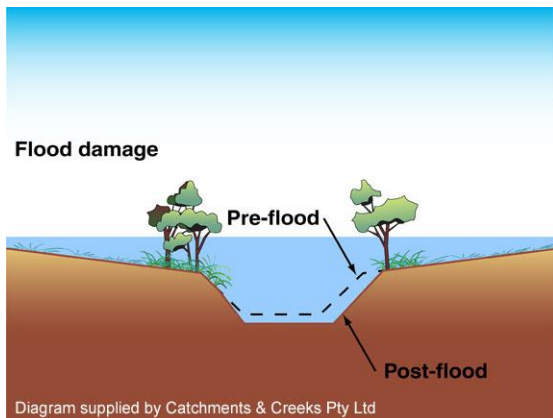 Flood damage
Pre-flood
Post-flood
Diagram supplied by Catchments & Creeks Pty Ltd